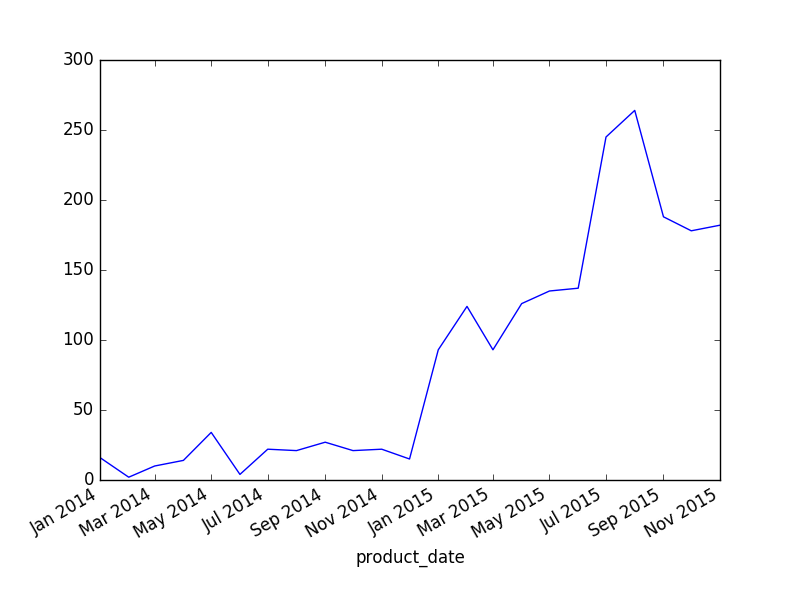 300
250
200
150
100
50
0
Jan 2014
Mar 2014
May 2014
Jul 2014
Sep 2014
Nov 2014
Jan 2015
Mar 2015
May 2015
Jul 2015
Sep 2015
Nov 2015
product_date